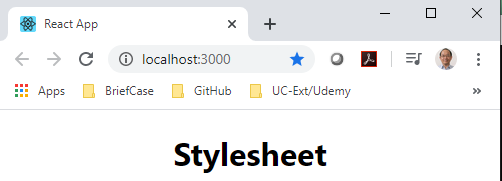 React App
localhost:3000
Apps BriefCase GitHub UC-Ext/Udemy
Stylesheet